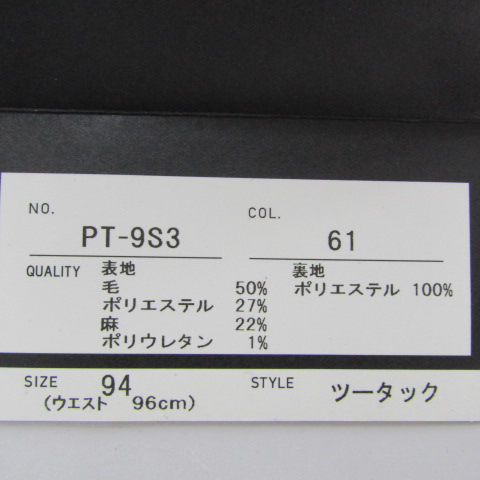 NO. PT-9S3 COL. 61
QUALITY 表地 裏地
毛 50% ポリエステル 100%
ポリエステル 27%
麻 22%
ポリウレタン 1%
SIZE 94 STYLE ツータック
(ウエスト 96cm)